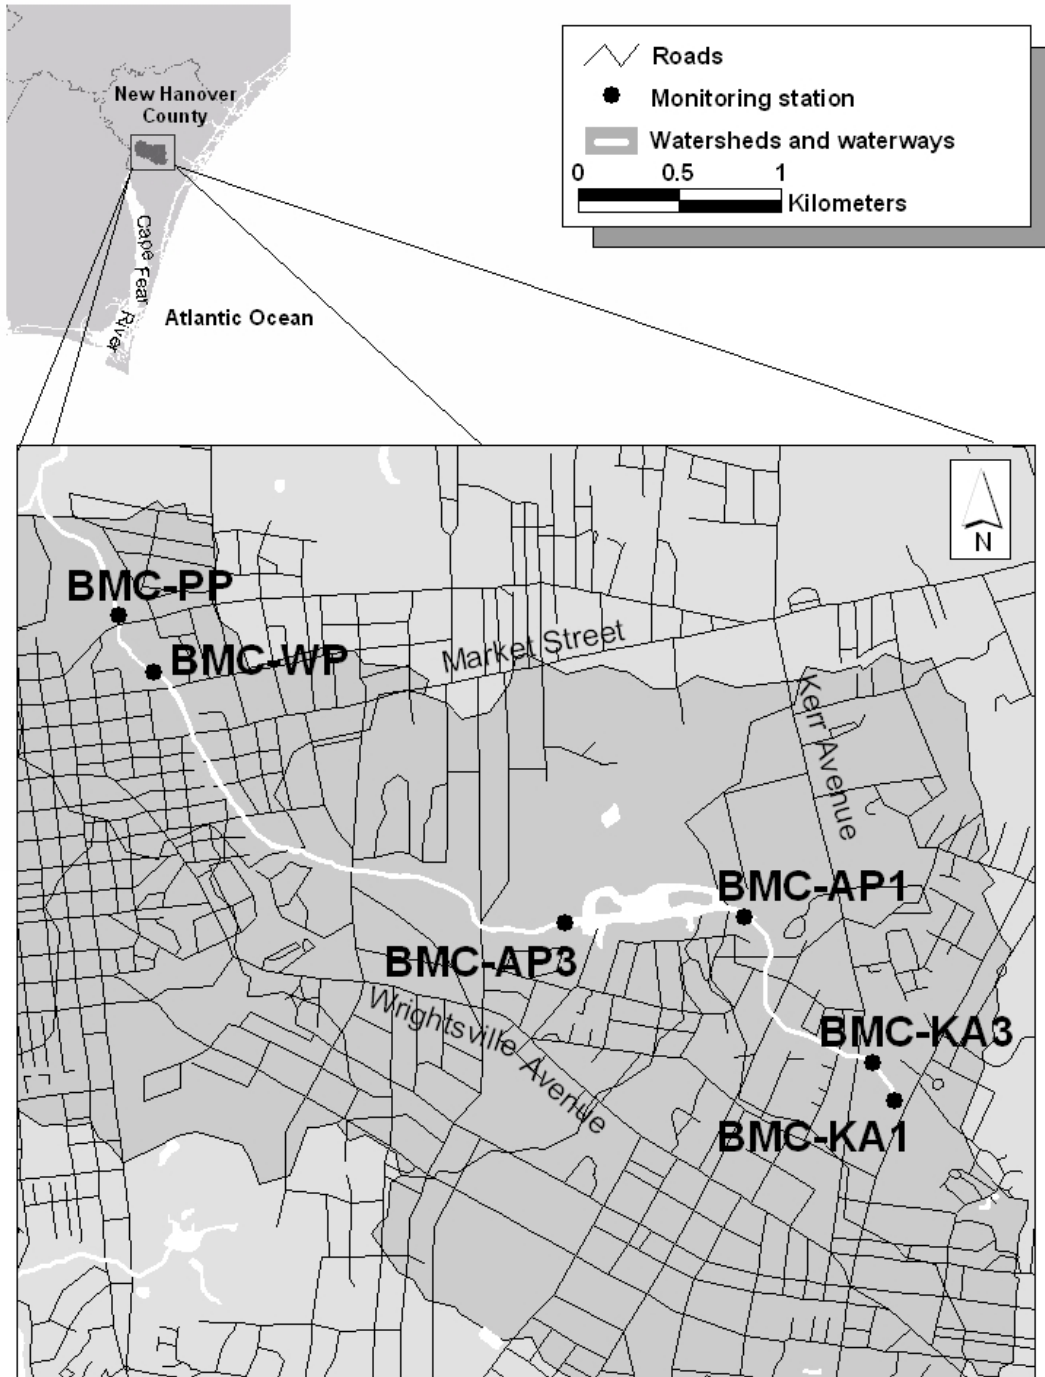 New Hanover
County
Cape Fear
River
Atlantic Ocean
Roads
Monitoring station
Watersheds and waterways
0 0.5 1
Kilometers
N
BMC-PP
BMC-WP
Market Street
Kerr Avenue
BMC-AP1
BMC-AP3
Wrightsville Avenue
BMC-KA3
BMC-KA1